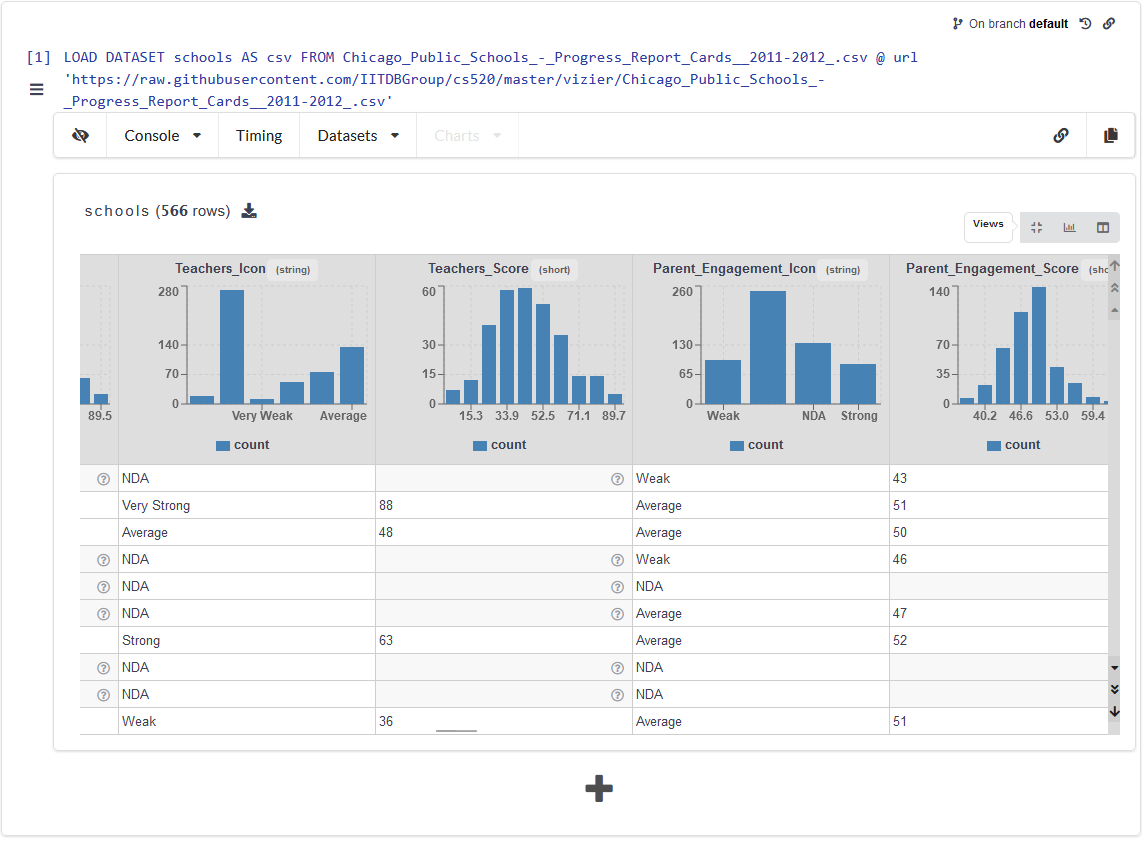 On branch default
[1] LOAD DATASET schools AS csv FROM Chicago_Public_Schools_-_Progress_Report_Cards__2011-2012_.csv @ url
'https://raw.githubusercontent.com/IITDBGroup/cs520/master/vizier/Chicago_Public_Schools_-
_Progress_Report_Cards__2011-2012_.csv'
Console Timing Datasets Charts
schools (566 rows)
Views
Teachers_Icon (string) Teachers_Score (short) Parent_Engagement_Icon (string) Parent_Engagement_Score (shc
280 60 260 140
140 30 130 70
70 15 65 35
0 0 0 0
89.5 Very Weak Average 15.3 33.9 52.5 71.1 89.7 Weak NDA Strong 40.2 46.6 53.0 59.4
count count count count
NDA Weak 43
Very Strong 88 Average 51
Average 48 Average 50
NDA Weak 46
NDA NDA
NDA Average 47
Strong 63 Average 52
NDA NDA
NDA NDA
Weak 36 Average 51